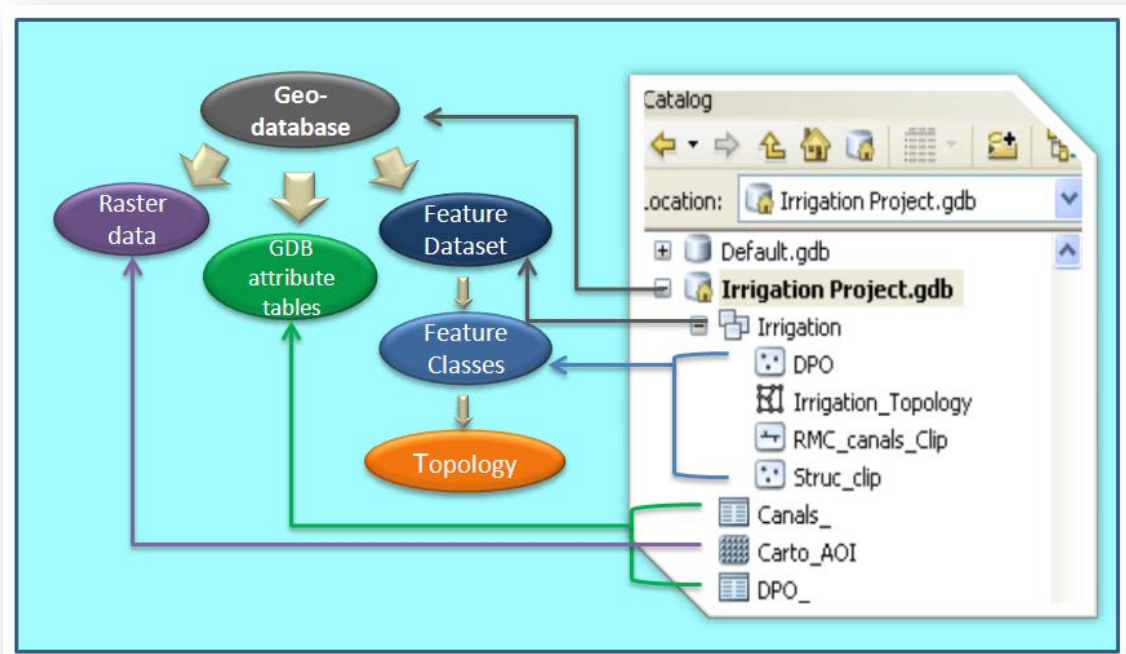 Geo-
database
Raster
data
GDB
attribute
tables
Feature
Dataset
Feature
Classes
Topology
Catalog
Location:
Irrigation Project.gdb
Default.gdb
Irrigation Project.gdb
Irrigation
DPO
Irrigation_Topology
RMC_canals_Clip
Struc_clip
Canals_
Carto_AOI
DPO_